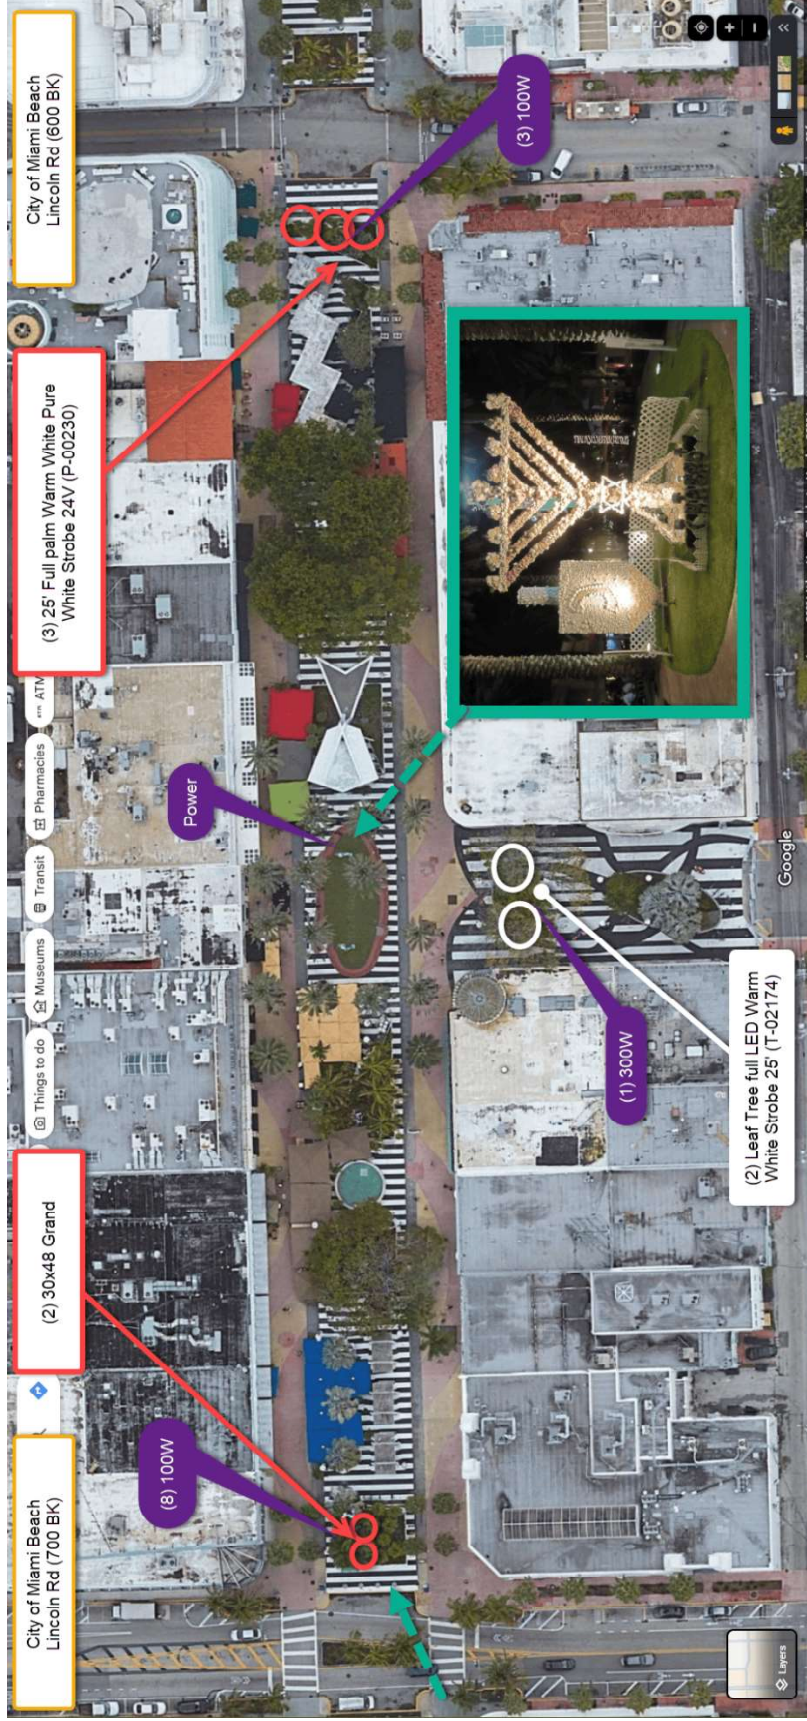 City of Miami Beach
Lincoln Rd (700 BK)
(2) 30x48 Grand
Things to do
Museums
Transit
Pharmacies
ATM
(3) 25' Full palm Warm White Pure
White Strobe 24V (P-00230)
City of Miami Beach
Lincoln Rd (600 BK)
(8) 100W
Power
(3) 100W
(1) 300W
(2) Leaf Tree full LED Warm
White Strobe 25' (T-02174)
Layers
Google